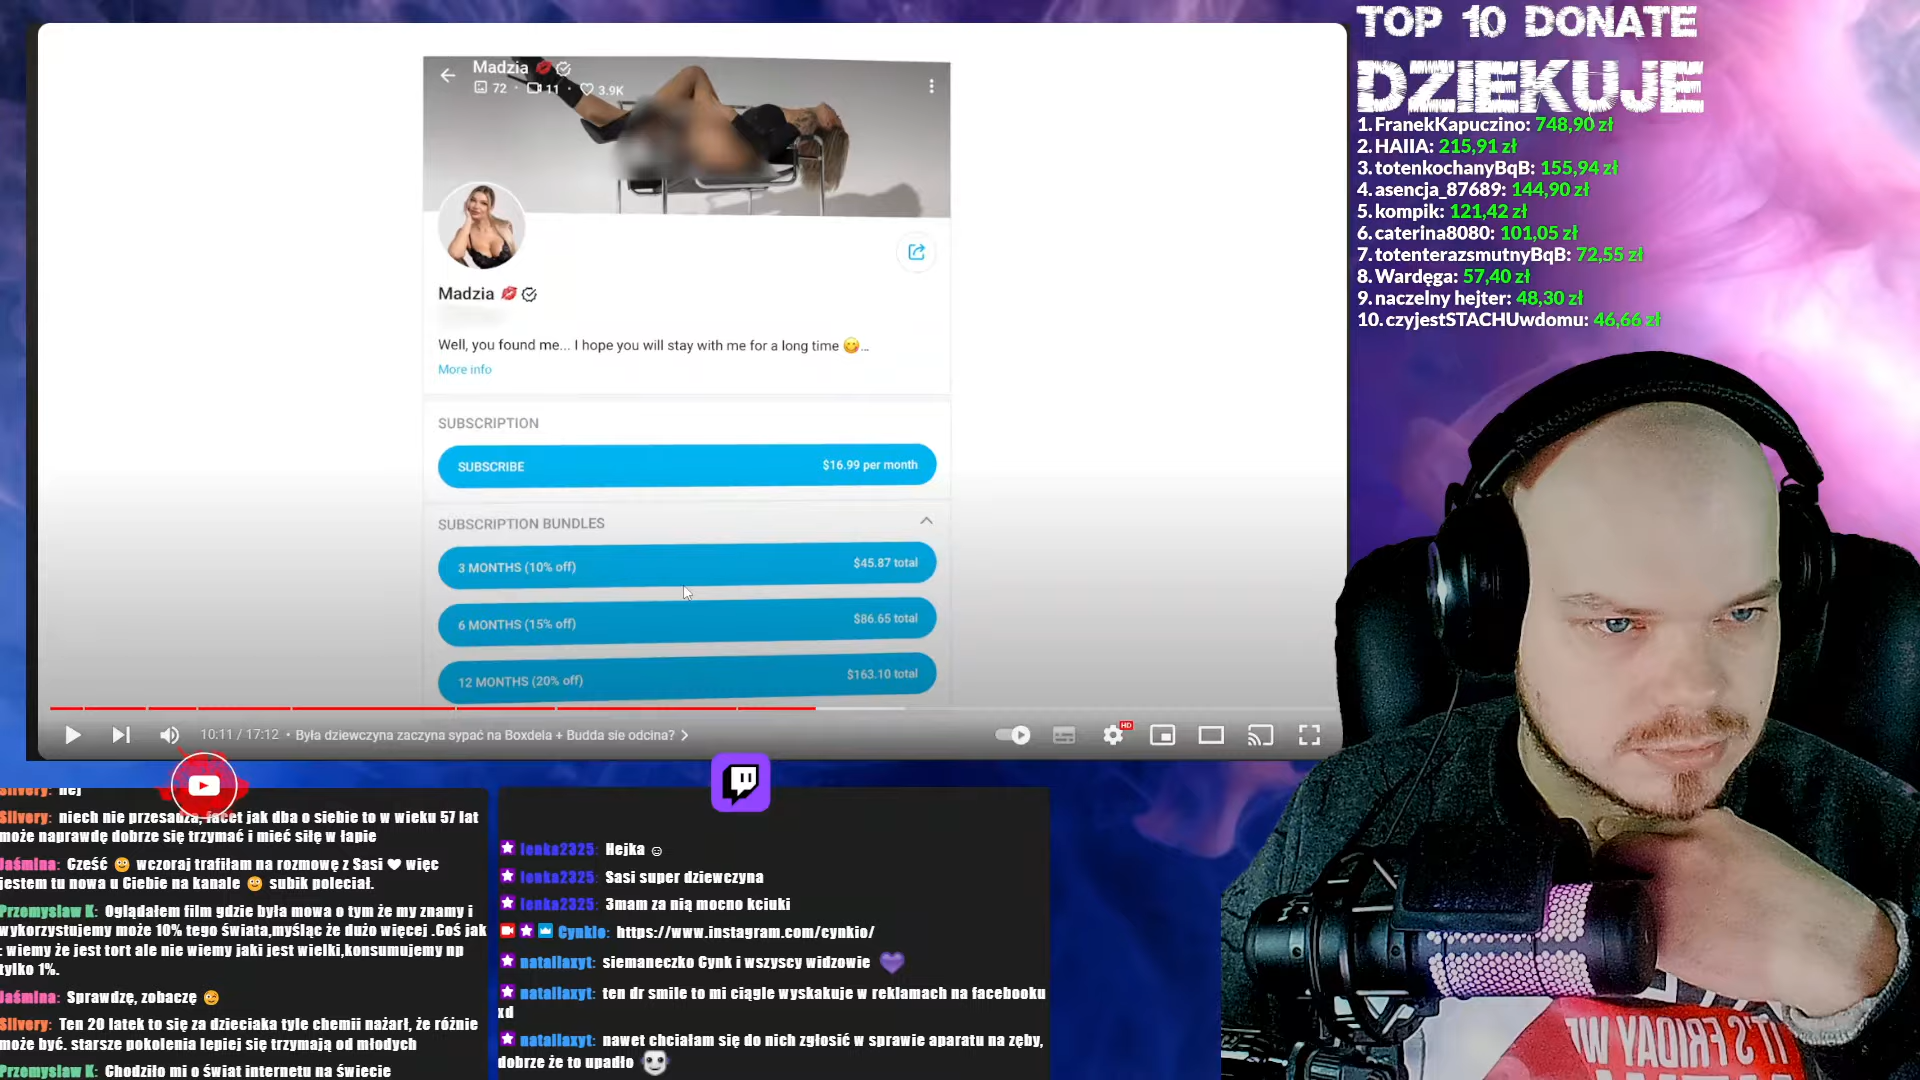 Madzia 💋
72 · 11 · 3.9K
Madzia 💋
Well, you found me... I hope you will stay with me for a long time 😋...
More info
SUBSCRIPTION
SUBSCRIBE $16.99 per month
SUBSCRIPTION BUNDLES
3 MONTHS (10% off) $45.87 total
6 MONTHS (15% off) $86.65 total
12 MONTHS (20% off) $163.10 total
10:11 / 17:12 • Była dziewczyna zaczyna sypać na Boxdela + Budda sie odcina?
HD
TOP 10 DONATE
DZIEKUJE
1. FranekKapuczino: 748,90 zł
2. HAIIA: 215,91 zł
3. totenkochanyBqB: 155,94 zł
4. asencja_87689: 144,90 zł
5. kompik: 121,42 zł
6. caterina8080: 101,05 zł
7. totenterazsmutnyBqB: 72,55 zł
8. Wardęga: 57,40 zł
9. naczelny hejter: 48,30 zł
10. czyjestSTACHUwdomu: 46,66 zł
Silvery: hej
Silvery: niech nie przesadza, facet jak dba o siebie to w wieku 57 lat
może naprawdę dobrze się trzymać i mieć siłę w łapie
Jaśmina: Cześć 😊 wczoraj trafiłam na rozmowę z Sasi ❤ więc
jestem tu nowa u Ciebie na kanale 😊 subik poleciał.
Przemyslaw K: Oglądałem film gdzie była mowa o tym że my znamy i
wykorzystujemy może 10% tego świata,myśląc że dużo więcej .Coś jak
: wiemy że jest tort ale nie wiemy jaki jest wielki,konsumujemy np
tylko 1%.
Jaśmina: Sprawdzę, zobaczę 😊
Silvery: Ten 20 latek to się za dzieciaka tyle chemii nażarł, że różnie
może być. starsze pokolenia lepiej się trzymają od młodych
Przemyslaw K: Chodziło mi o świat internetu na świecie
lenka2325: Hejka ☺
lenka2325: Sasi super dziewczyna
lenka2325: 3mam za nią mocno kciuki
Cynkio: https://www.instagram.com/cynkio/
nataliaxyt: siemaneczko Cynk i wszyscy widzowie 💜
nataliaxyt: ten dr smile to mi ciągle wyskakuje w reklamach na facebooku
xd
nataliaxyt: nawet chciałam się do nich zgłosić w sprawie aparatu na zęby,
dobrze że to upadło
IT'S FRIDAY